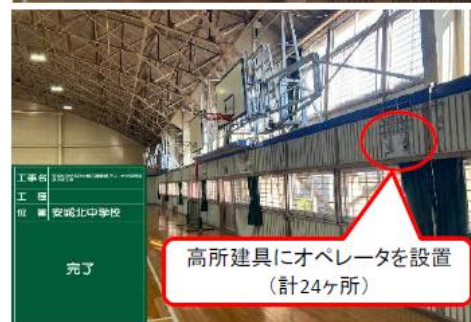 工事名
工種
位置 安城北中学校
完了
高所建具にオペレータを設置
（計24ヶ所）